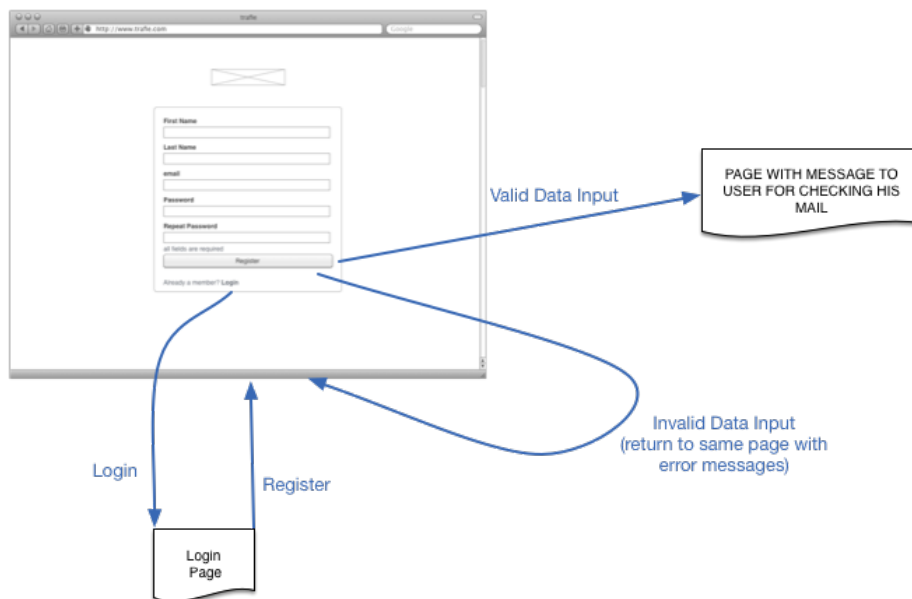 trafie
http://www.trafie.com
Google
First Name
Last Name
email
Password
Repeat Password
all fields are required
Register
Already a member? Login
Valid Data Input
PAGE WITH MESSAGE TO
USER FOR CHECKING HIS
MAIL
Invalid Data Input
(return to same page with
error messages)
Login
Register
Login
Page